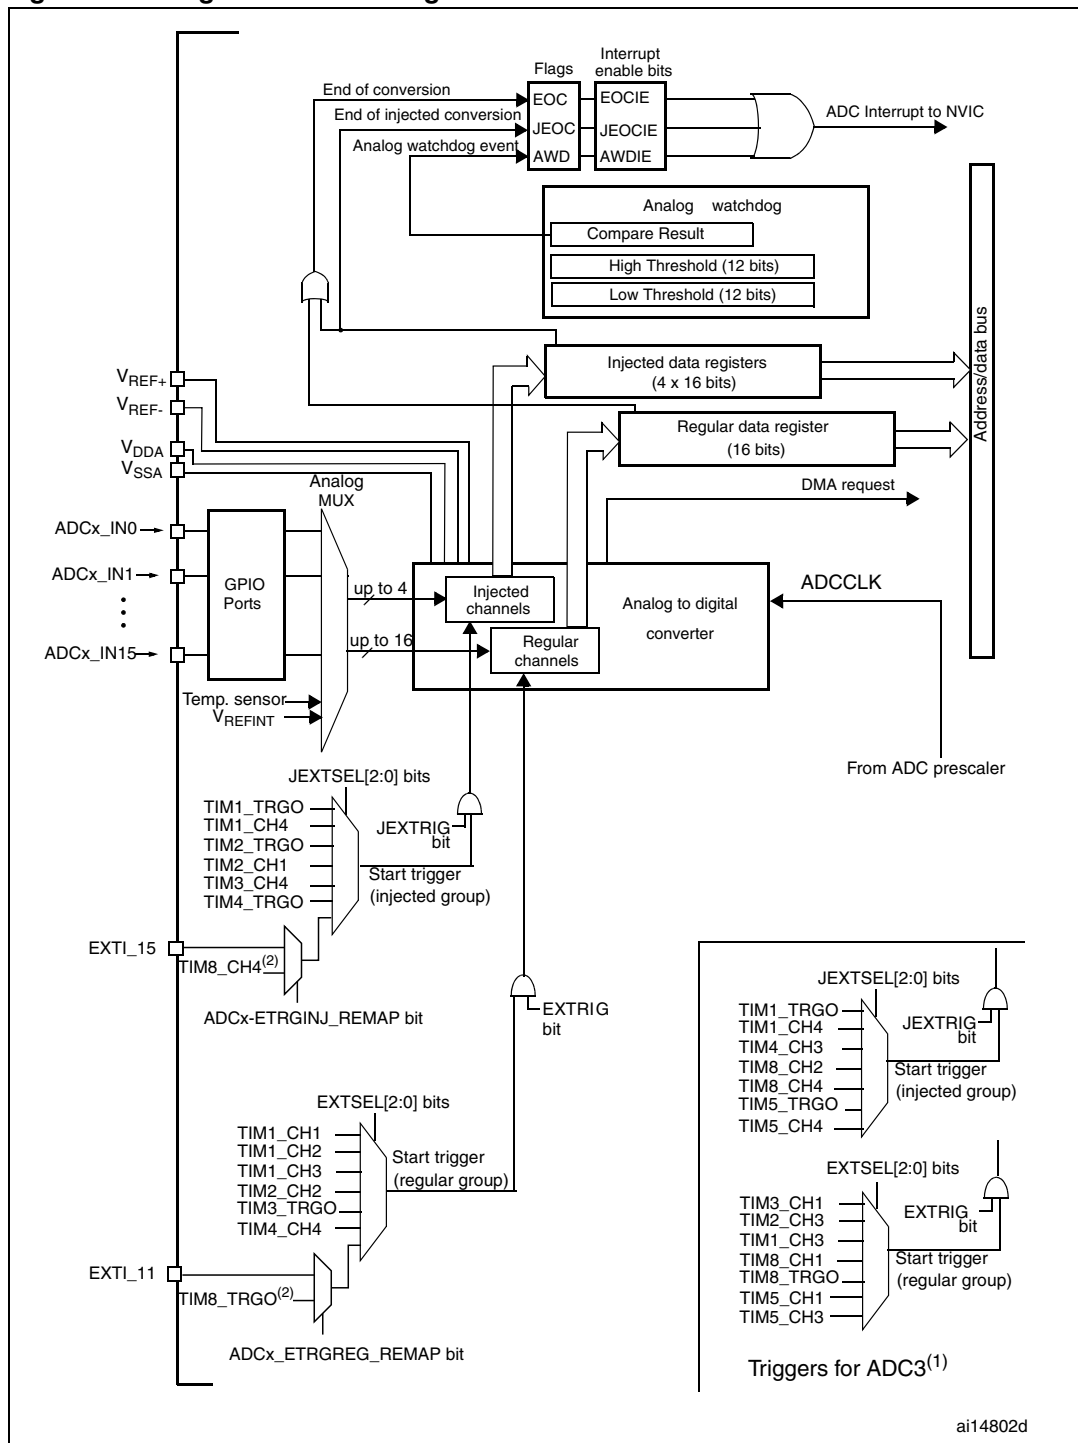 Flags
Interrupt
enable bits
End of conversion
EOC
EOCIE
ADC Interrupt to NVIC
End of injected conversion
JEOC
JEOCIE
Analog watchdog event
AWD
AWDIE
Analog watchdog
Compare Result
High Threshold (12 bits)
Low Threshold (12 bits)
Address/data bus
Injected data registers
(4 x 16 bits)
VREF+
VREF-
Regular data register
(16 bits)
VDDA
VSSA
DMA request
Analog
MUX
ADCx_IN0
ADCx_IN1
ADCx_IN15
GPIO
Ports
up to 4
up to 16
Injected
channels
Regular
channels
Analog to digital
converter
ADCCLK
Temp. sensor
VREFINT
From ADC prescaler
JEXTSEL[2:0] bits
TIM1_TRGO
TIM1_CH4
TIM2_TRGO
TIM2_CH1
TIM3_CH4
TIM4_TRGO
JEXTRIG
bit
Start trigger
(injected group)
EXTI_15
TIM8_CH4(2)
ADCx-ETRGINJ_REMAP bit
EXTRIG
bit
EXTSEL[2:0] bits
TIM1_CH1
TIM1_CH2
TIM1_CH3
TIM2_CH2
TIM3_TRGO
TIM4_CH4
Start trigger
(regular group)
EXTI_11
TIM8_TRGO(2)
ADCx_ETRGREG_REMAP bit
JEXTSEL[2:0] bits
TIM1_TRGO
TIM1_CH4
TIM4_CH3
TIM8_CH2
TIM8_CH4
TIM5_TRGO
TIM5_CH4
JEXTRIG
bit
Start trigger
(injected group)
EXTSEL[2:0] bits
TIM3_CH1
TIM2_CH3
TIM1_CH3
TIM8_CH1
TIM8_TRGO
TIM5_CH1
TIM5_CH3
EXTRIG
bit
Start trigger
(regular group)
Triggers for ADC3(1)
ai14802d